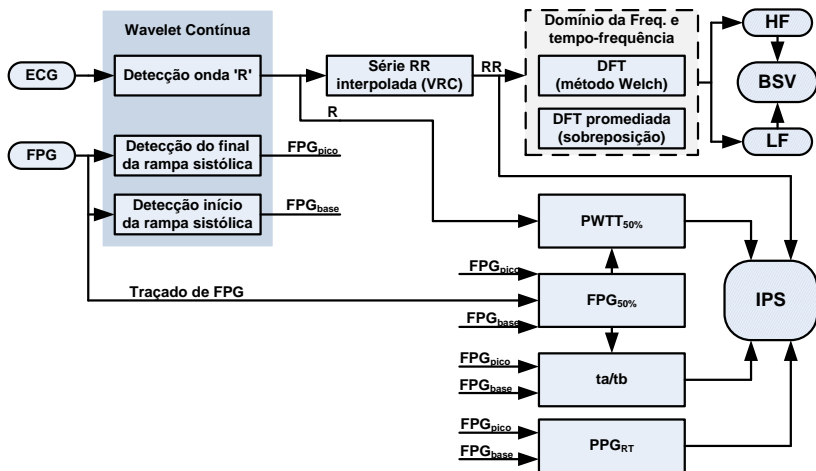 Wavelet Contínua
Domínio da Freq. e
tempo-frequência
HF
ECG
Detecção onda 'R'
Série RR
interpolada (VRC)
RR
DFT
(método Welch)
BSV
R
DFT promediada
(sobreposição)
LF
FPG
Detecção do final
da rampa sistólica
FPGpico
Detecção início
da rampa sistólica
FPGbase
PWTT50%
FPGpico
Traçado de FPG
FPG50%
IPS
FPGbase
FPGpico
ta/tb
FPGbase
FPGpico
PPGRT
FPGbase